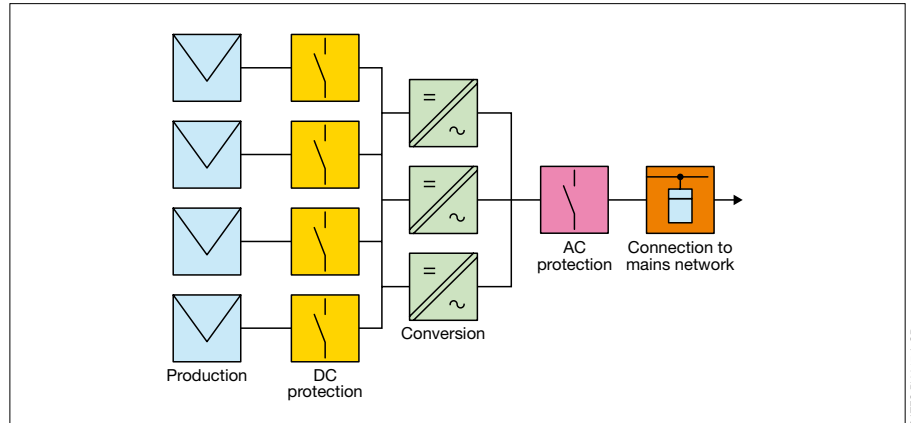 AC
protection
Connection to
mains network
Conversion
Production
DC
protection